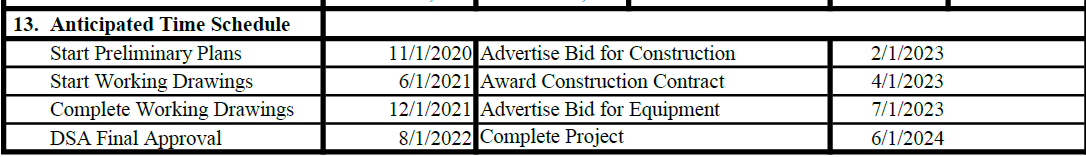 13. Anticipated Time Schedule
Start Preliminary Plans 11/1/2020 Advertise Bid for Construction 2/1/2023
Start Working Drawings 6/1/2021 Award Construction Contract 4/1/2023
Complete Working Drawings 12/1/2021 Advertise Bid for Equipment 7/1/2023
DSA Final Approval 8/1/2022 Complete Project 6/1/2024